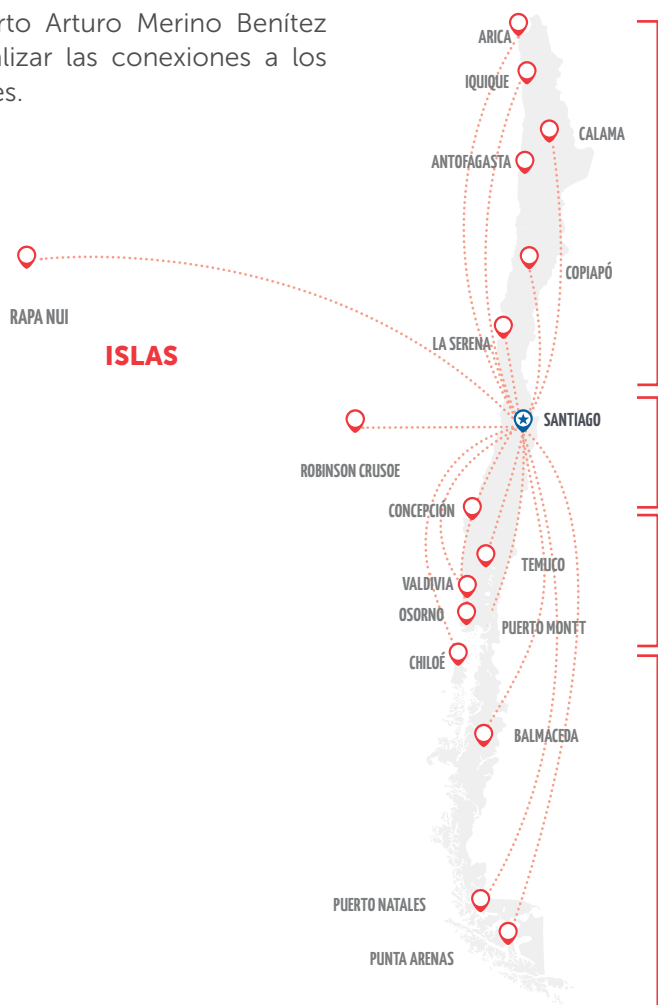 rto Arturo Merino Benítez
alizar las conexiones a los
es.
ARICA
IQUIQUE
CALAMA
ANTOFAGASTA
COPIAPÓ
RAPA NUI
LA SERENA
ISLAS
SANTIAGO
ROBINSON CRUSOE
CONCEPCIÓN
TEMUCO
VALDIVIA
OSORNO
PUERTO MONTT
CHILOÉ
BALMACEDA
PUERTO NATALES
PUNTA ARENAS